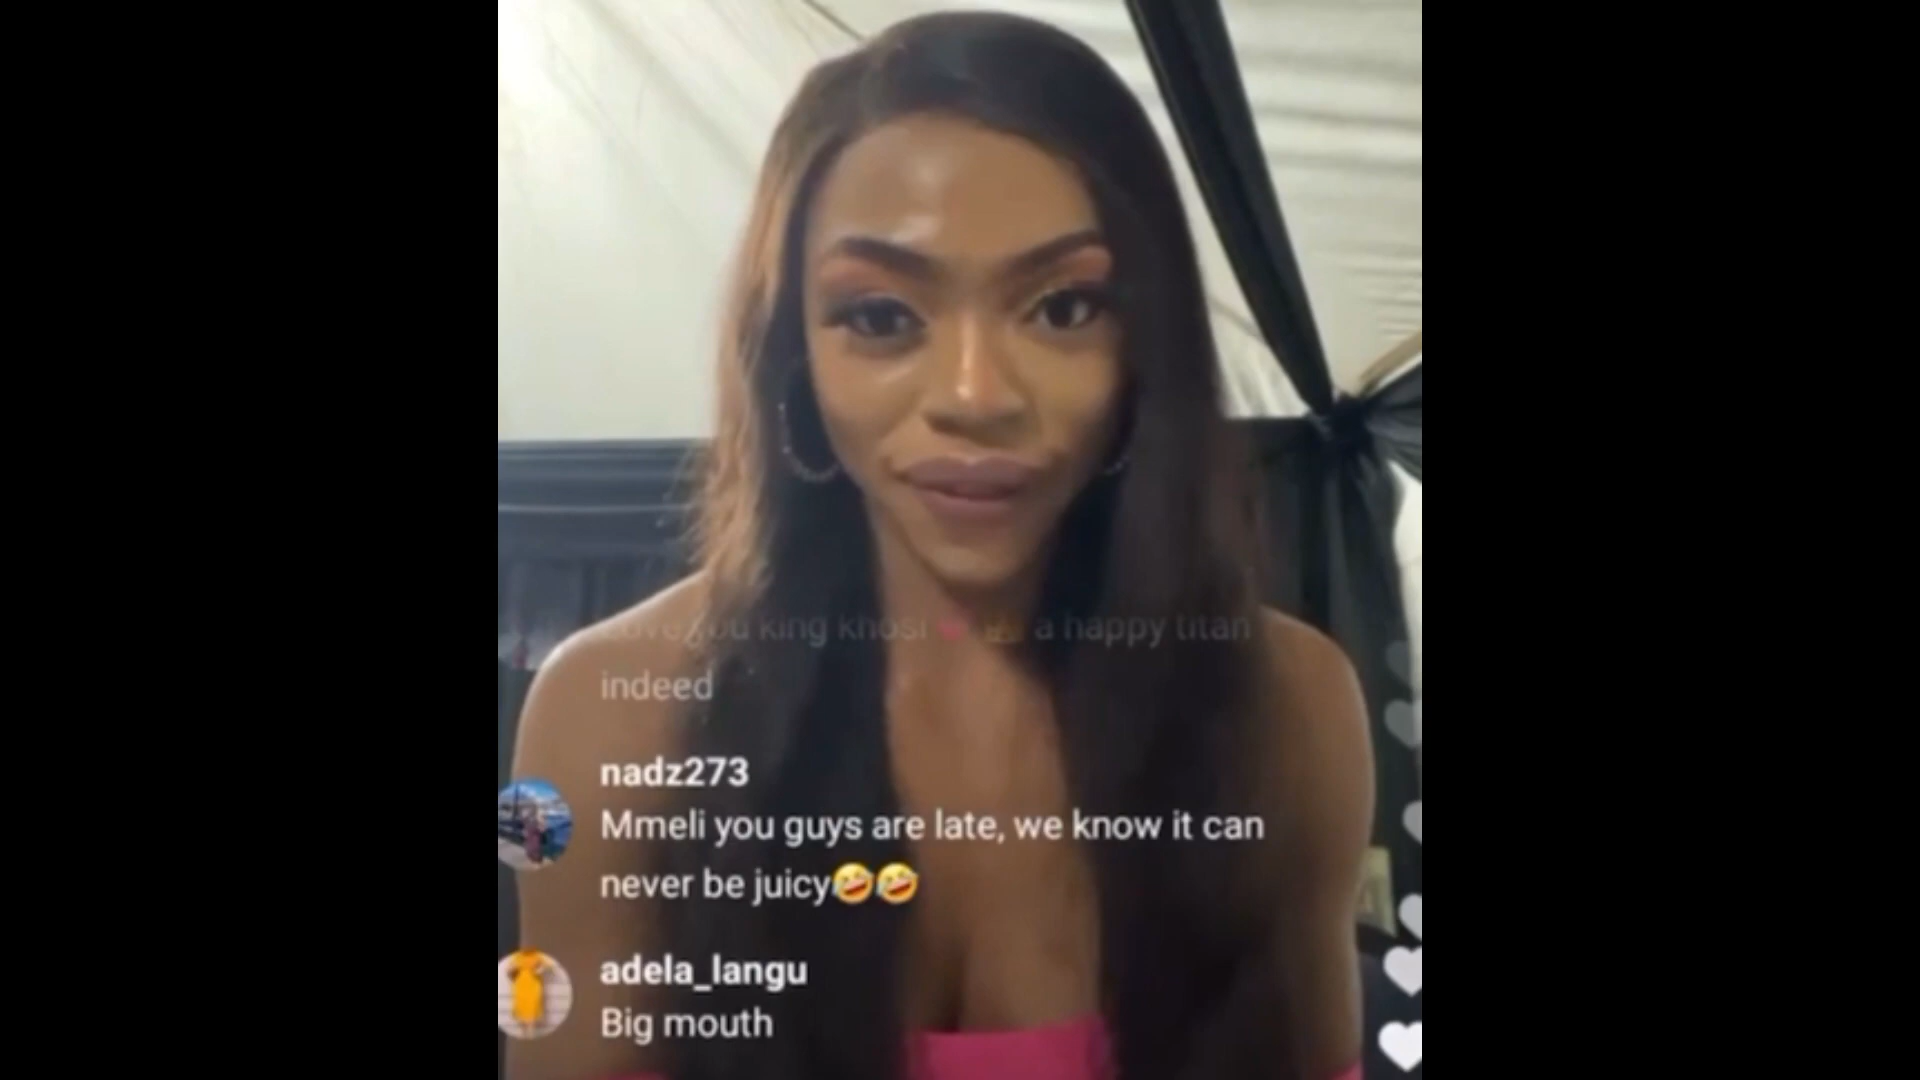 Love you king khosi 💗 a happy titan
indeed
nadz273
Mmeli you guys are late, we know it can
never be juicy🤣🤣
adela_langu
Big mouth